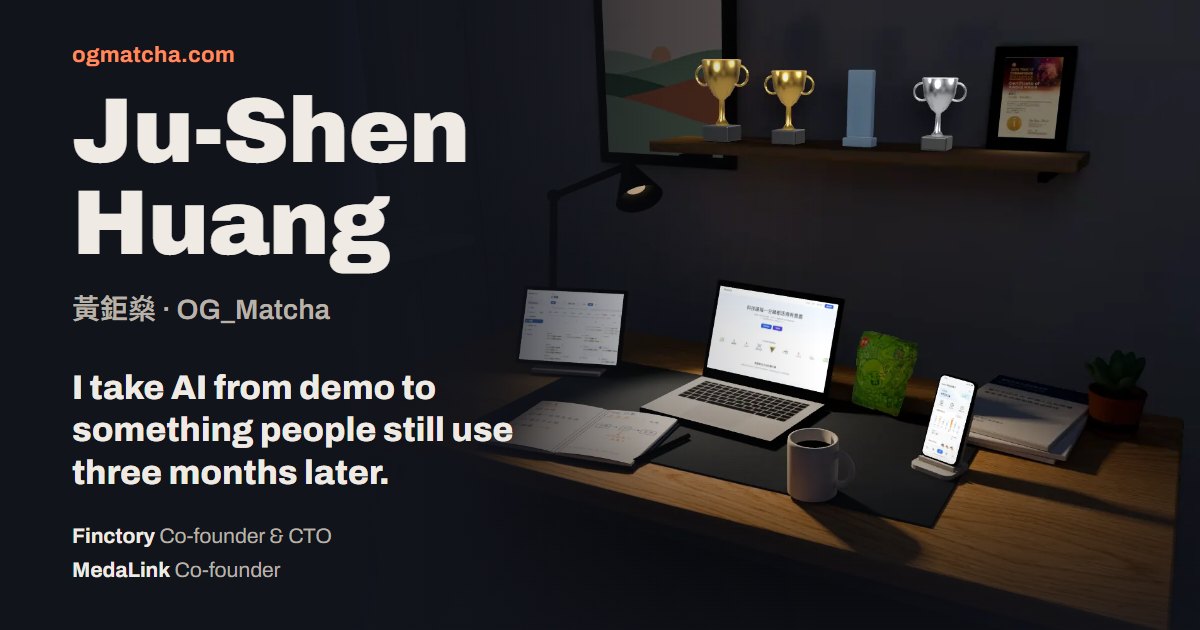 ogmatcha.com
Ju-Shen
Huang
黃鉅燊 · OG_Matcha
I take AI from demo to
something people still use
three months later.
Finctory Co-founder & CTO
MedaLink Co-founder